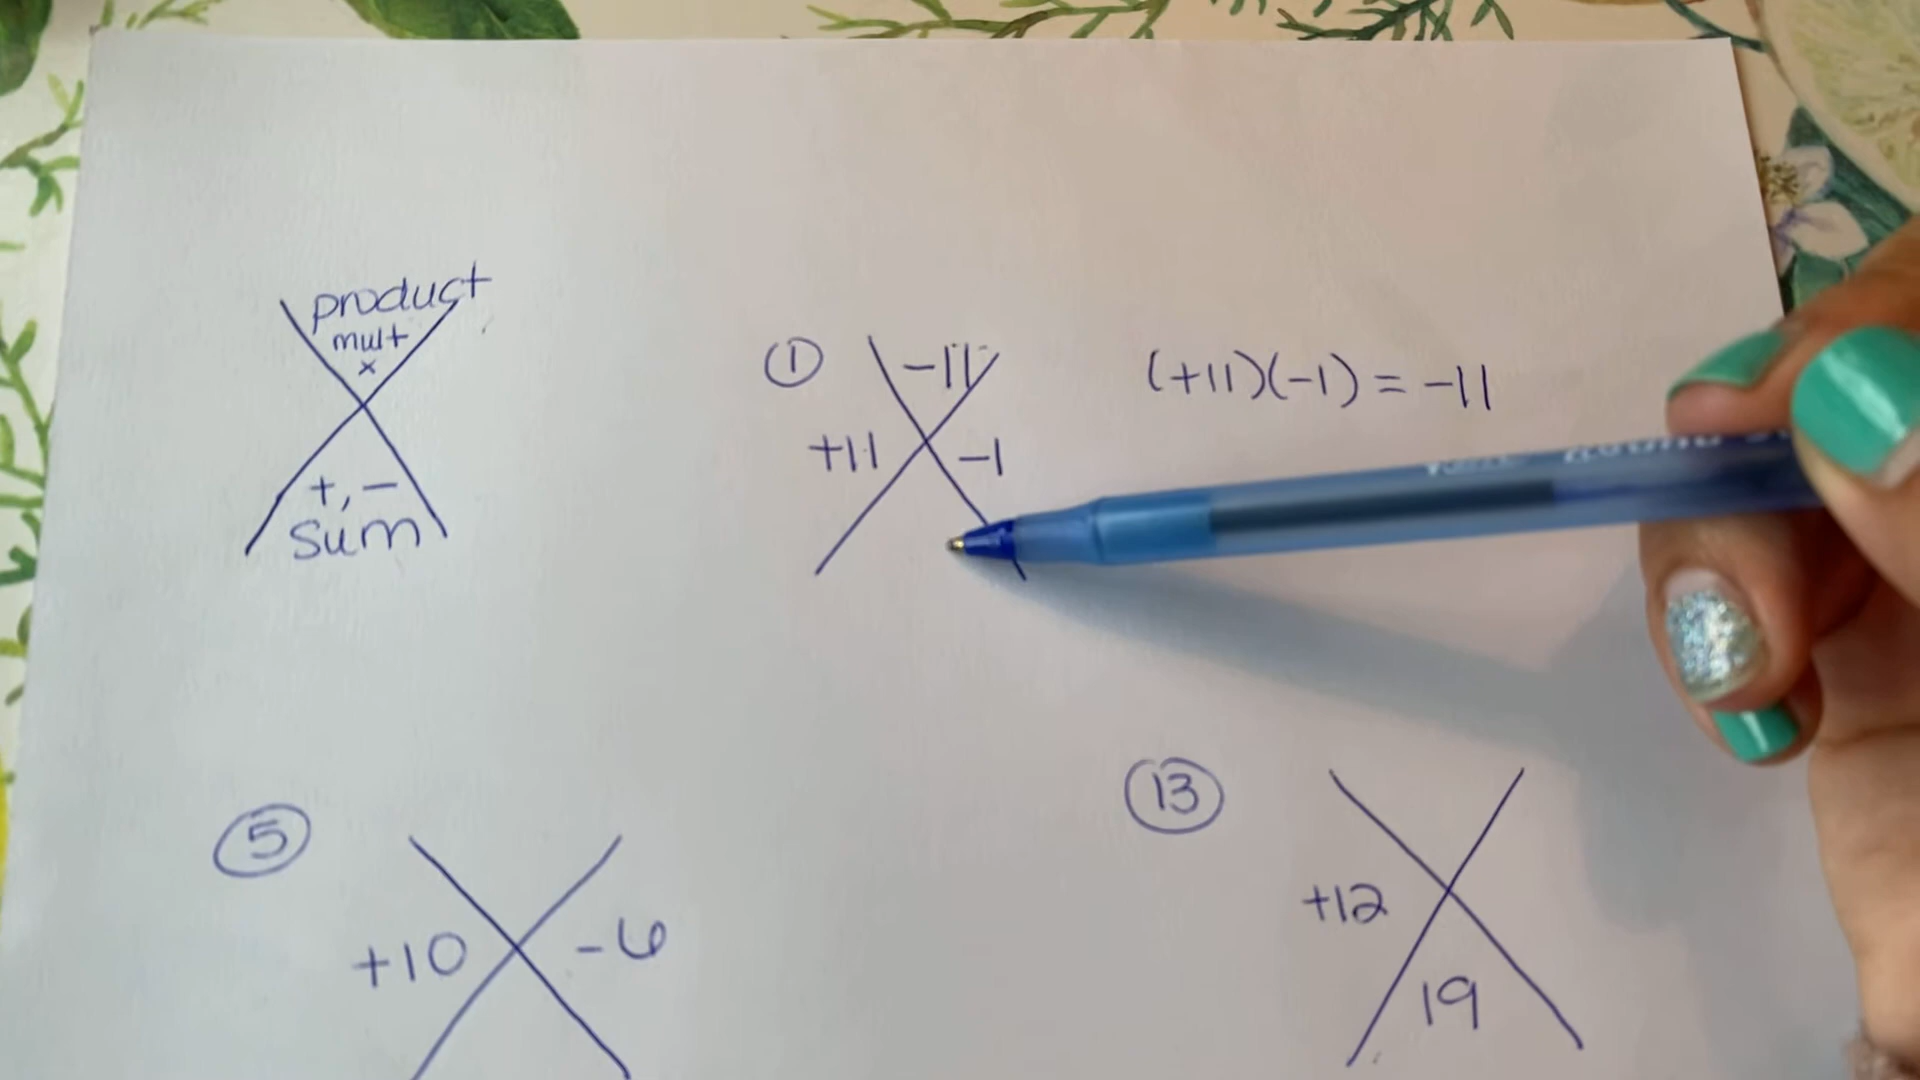 product
mult
×
+, −
sum
① −11
+11 −1
(+11)(−1) = −11
⑤
+10 −6
⑬
+12
19